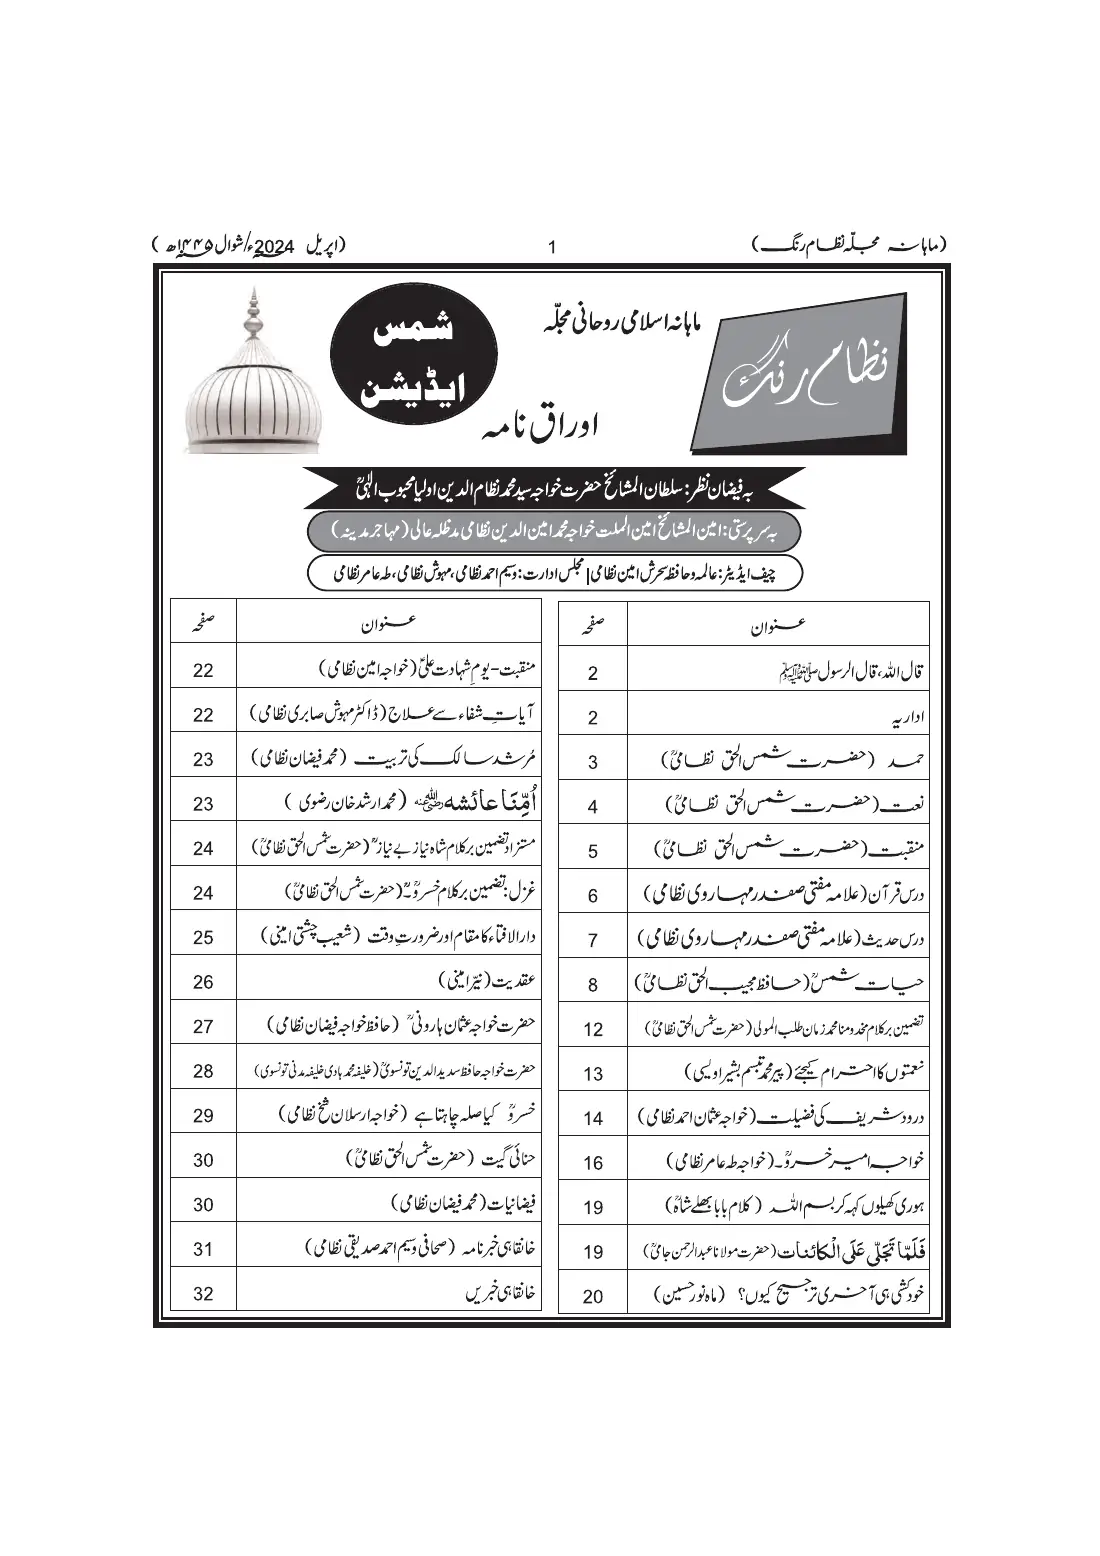 (ماہانہ مجلّہ نظام رنگ) 1 (اپریل 2024ء/شوال ۱۴۴۵ھ)
نظام رنگ
ماہانہ اسلامی روحانی مجلّہ
اوراق نامہ
شمس
ایڈیشن
بہ فیضان نظر: سلطان المشائخ حضرت خواجہ سید محمد نظام الدین اولیا محبوب الٰہیؒ
بہ سرپرستی: امین المشائخ امین الملت خواجہ محمد امین الدین نظامی مدظلہ عالی (مہاجر مدینہ)
چیف ایڈیٹر: عالمہ و حافظہ سحرش امین نظامی | مجلس ادارت: وسیم احمد نظامی، مہوش نظامی، طہ عامر نظامی
عنوان صفحہ
قال اللہ، قال الرسول ﷺ 2
اداریہ 2
حمد (حضرت شمس الحق نظامیؒ) 3
نعت (حضرت شمس الحق نظامیؒ) 4
منقبت (حضرت شمس الحق نظامیؒ) 5
درس قرآن (علامہ مفتی صفدر مہاروی نظامی) 6
درس حدیث (علامہ مفتی صفدر مہاروی نظامی) 7
حیات شمسؒ (حافظ مجیب الحق نظامیؒ) 8
تضمین بر کلام مخدومنا محمد زمان طلب المولی (حضرت شمس الحق نظامیؒ) 12
نعمتوں کا احترام کیجئے (پیر محمد تبسم بشیر اویسی) 13
درود شریف کی فضیلت (خواجہ عثمان احمد نظامی) 14
خواجہ امیر خسروؒ۔ (خواجہ طہ عامر نظامی) 16
ہوری کھیلوں کہہ کر بسم اللہ (کلام بابا بھلے شاہؒ) 19
فَلَمَّا تَجَلّٰی عَلَی الْکائنات (حضرت مولانا عبدالرحمن جامیؒ) 19
خودکشی ہی آخری ترجیح کیوں؟ (ماہ نور حسین) 20
عنوان صفحہ
منقبت - یومِ شہادت علیؑ (خواجہ امین نظامی) 22
آیاتِ شفاء سے علاج (ڈاکٹر مہوش صابری نظامی) 22
مُرشد سالک کی تربیت (محمد فیضان نظامی) 23
اُمِّنَا عائشہ رضی اللہ عنہ (محمد ارشد خان رضوی) 23
مستزاد تضمین بر کلام شاہ نیاز بے نیازؒ (حضرت شمس الحق نظامیؒ) 24
غزل: تضمین بر کلام خسروؒ۔ (حضرت شمس الحق نظامیؒ) 24
دارالافتاء کا مقام اور ضرورتِ وقت (شعیب چشتی امینی) 25
عقدیت (نیّر امینی) 26
حضرت خواجہ عثمان ہارونیؒ (حافظ خواجہ فیضان نظامی) 27
حضرت خواجہ حافظ سدید الدین تونسویؒ (خلیفہ محمد ہادی خلیفہ مدنی تونسوی) 28
خسروؒ کیا صلہ چاہتا ہے (خواجہ ارسلان شیخ نظامی) 29
حنائی گیت (حضرت شمس الحق نظامیؒ) 30
فیضانیات (محمد فیضان نظامی) 30
خانقاہی خبر نامہ (صحافی وسیم احمد صدیقی نظامی) 31
خانقاہی خبریں 32